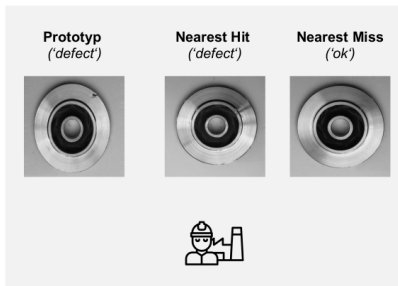 Prototyp
('defect')
Nearest Hit
('defect')
Nearest Miss
('ok')